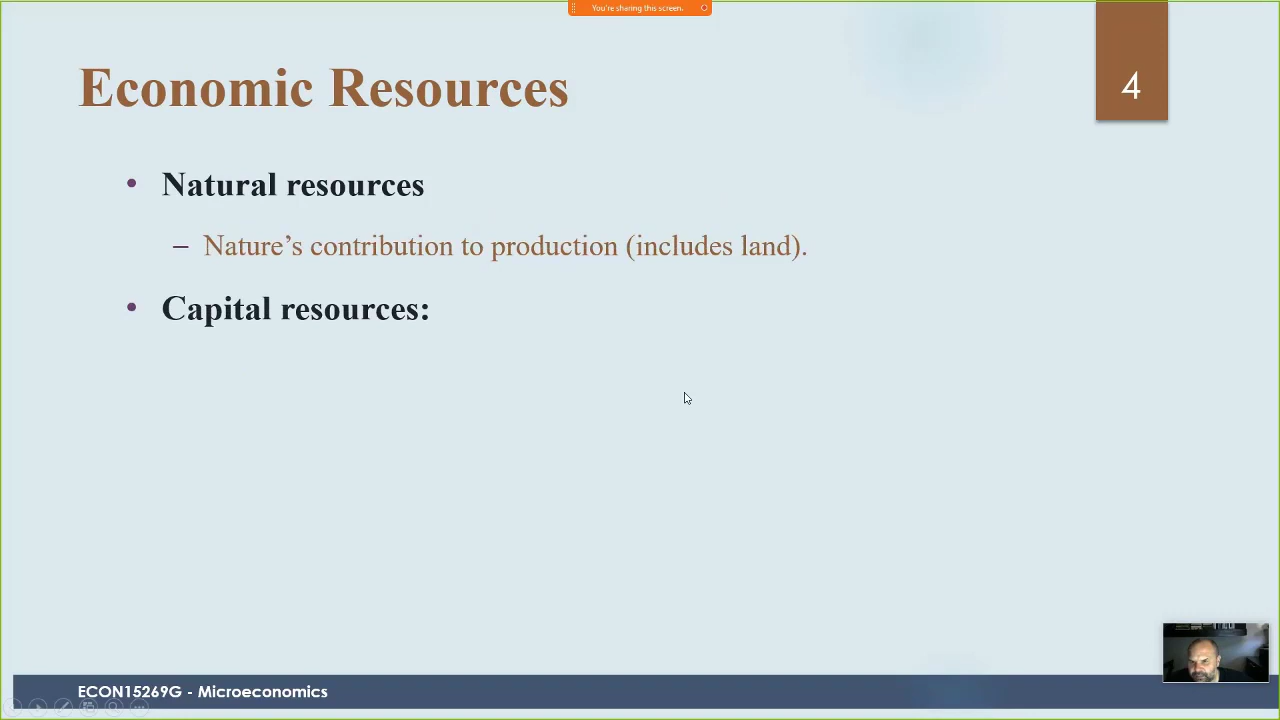 You're sharing this screen.
Economic Resources
4
• Natural resources
– Nature’s contribution to production (includes land).
• Capital resources:
ECON15269G - Microeconomics